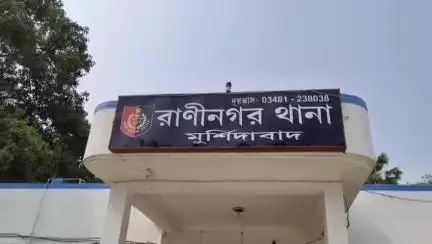 দূরভাস- 03481 - 238038
রাণীনগর থানা
মুর্শিদাবাদ